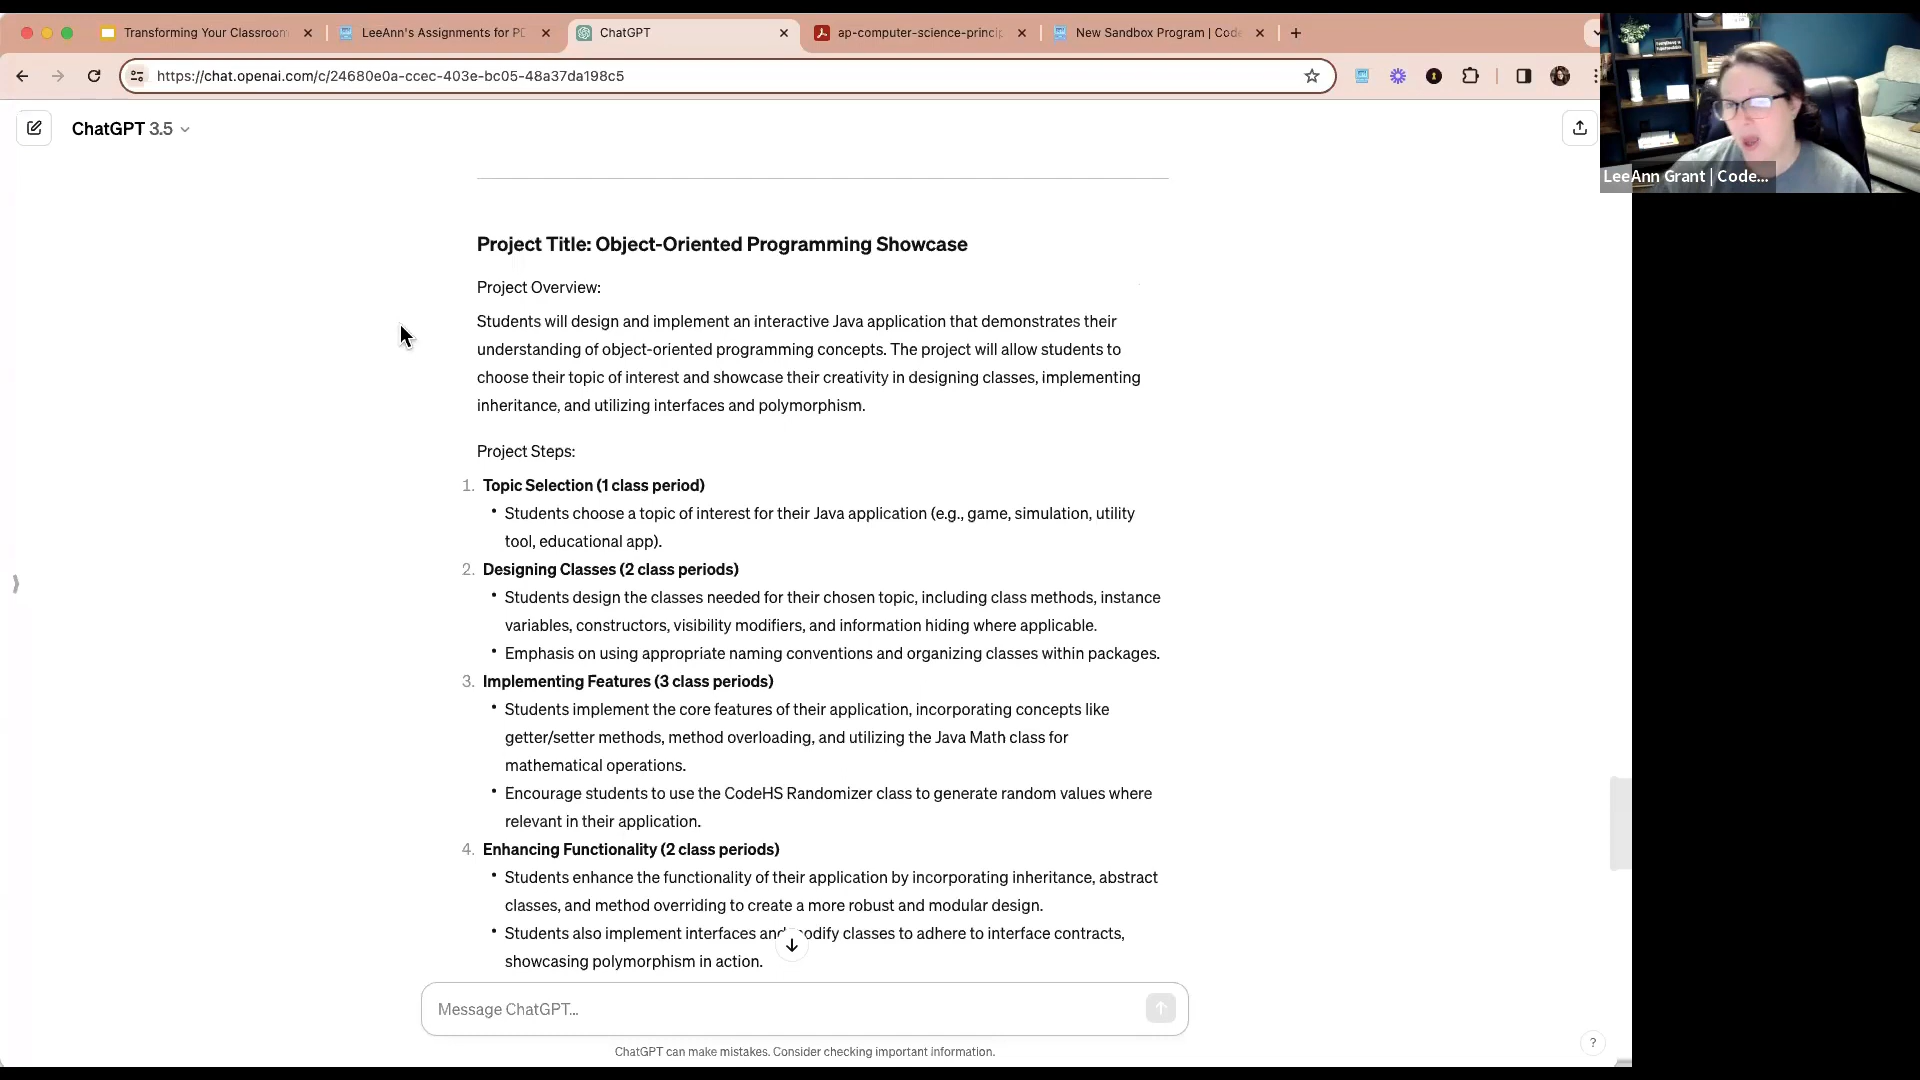 Transforming Your Classroom
LeeAnn's Assignments for PD
ChatGPT
ap-computer-science-princip
New Sandbox Program | Code
https://chat.openai.com/c/24680e0a-ccec-403e-bc05-48a37da198c5
ChatGPT 3.5
LeeAnn Grant | Code...
Project Title: Object-Oriented Programming Showcase
Project Overview:
Students will design and implement an interactive Java application that demonstrates their
understanding of object-oriented programming concepts. The project will allow students to
choose their topic of interest and showcase their creativity in designing classes, implementing
inheritance, and utilizing interfaces and polymorphism.
Project Steps:
1. Topic Selection (1 class period)
• Students choose a topic of interest for their Java application (e.g., game, simulation, utility
tool, educational app).
2. Designing Classes (2 class periods)
• Students design the classes needed for their chosen topic, including class methods, instance
variables, constructors, visibility modifiers, and information hiding where applicable.
• Emphasis on using appropriate naming conventions and organizing classes within packages.
3. Implementing Features (3 class periods)
• Students implement the core features of their application, incorporating concepts like
getter/setter methods, method overloading, and utilizing the Java Math class for
mathematical operations.
• Encourage students to use the CodeHS Randomizer class to generate random values where
relevant in their application.
4. Enhancing Functionality (2 class periods)
• Students enhance the functionality of their application by incorporating inheritance, abstract
classes, and method overriding to create a more robust and modular design.
• Students also implement interfaces and modify classes to adhere to interface contracts,
showcasing polymorphism in action.
Message ChatGPT...
ChatGPT can make mistakes. Consider checking important information.
?